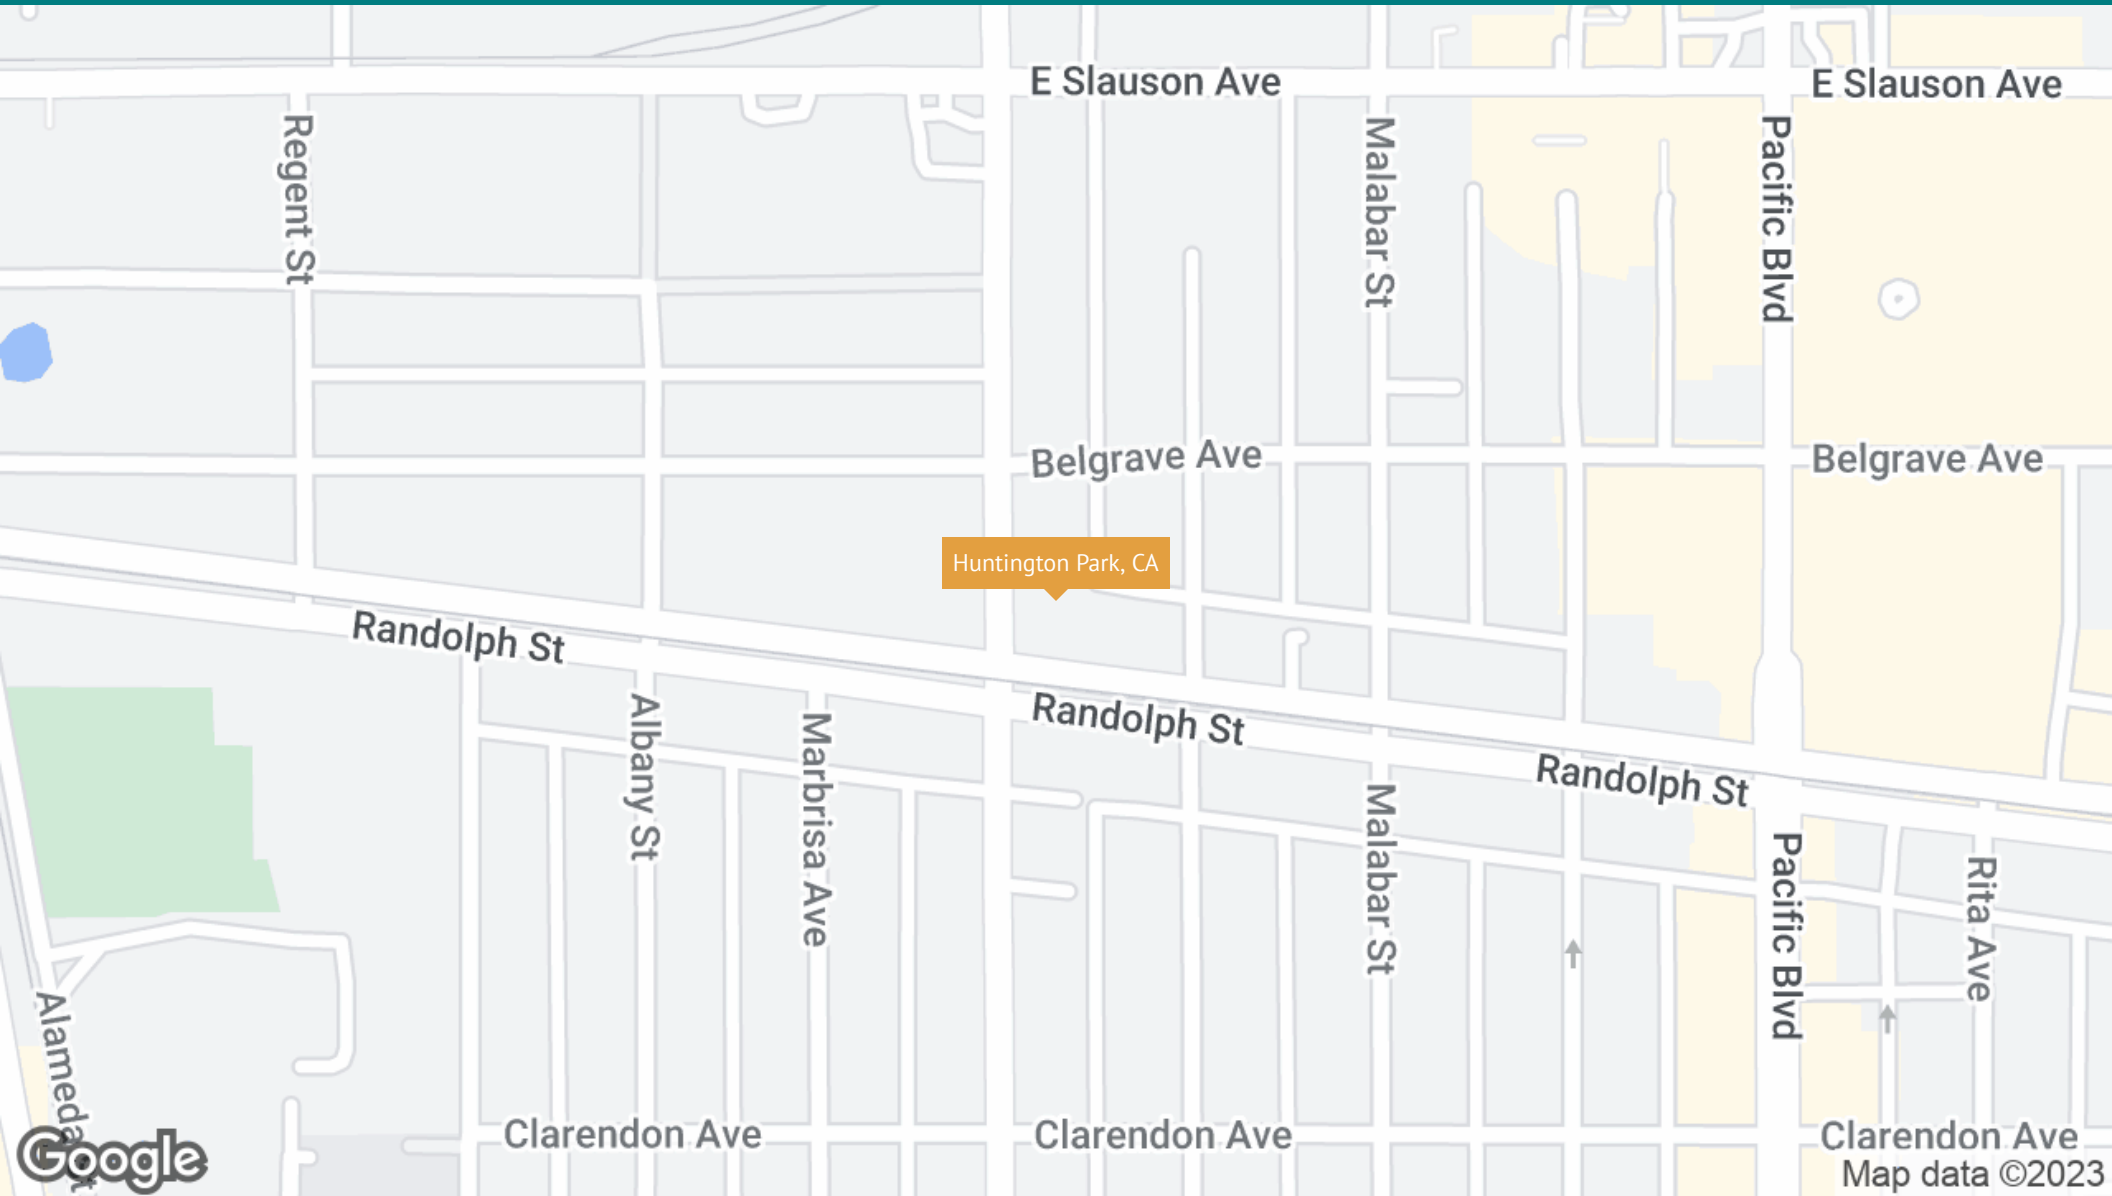 E Slauson Ave
E Slauson Ave
Regent St
Malabar St
Pacific Blvd
Belgrave Ave
Belgrave Ave
Huntington Park, CA
Randolph St
Randolph St
Randolph St
Albany St
Marbrisa Ave
Malabar St
Pacific Blvd
Rita Ave
Alameda St
Clarendon Ave
Clarendon Ave
Clarendon Ave
Google
Map data ©2023